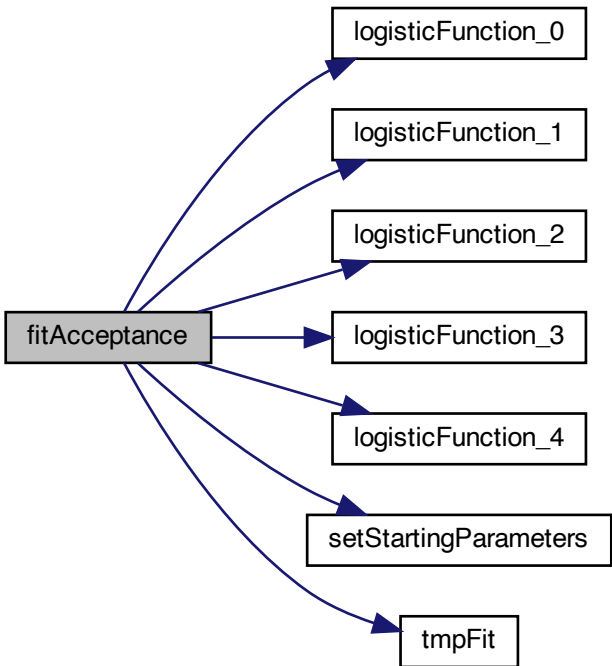 logisticFunction_0
logisticFunction_1
logisticFunction_2
fitAcceptance
logisticFunction_3
logisticFunction_4
setStartingParameters
tmpFit